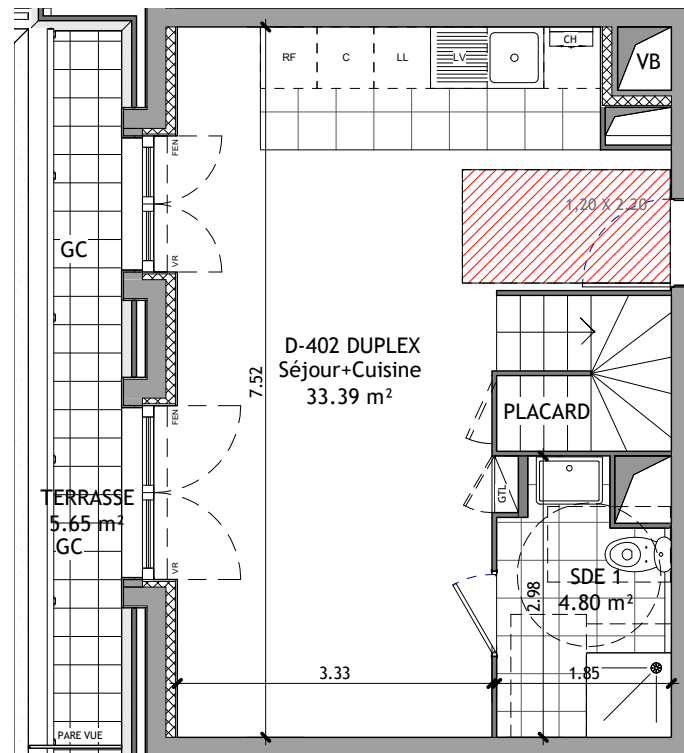 RF
C
LL
LV
CH
VB
FEN
1,20 X 2,20
GC
VR
D-402 DUPLEX
Séjour+Cuisine
33.39 m²
7.52
PLACARD
FEN
GTL
TERRASSE
5.65 m²
GC
VR
SDE 1
4.80 m²
2.98
3.33
1.85
PARE VUE